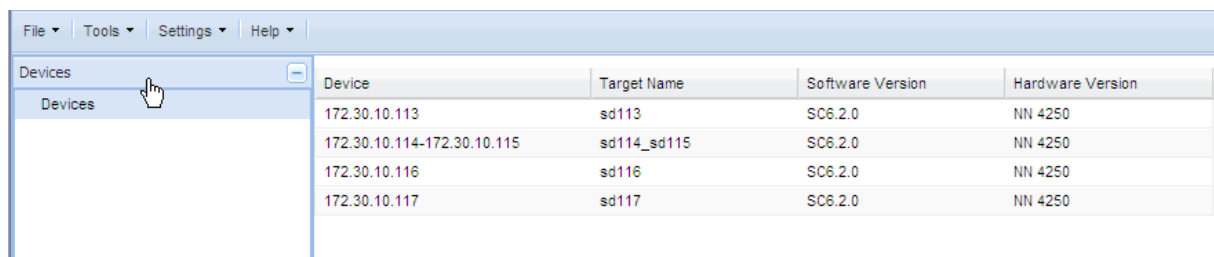 File Tools Settings Help
Devices
Devices
Device Target Name Software Version Hardware Version
172.30.10.113 sd113 SC6.2.0 NN 4250
172.30.10.114-172.30.10.115 sd114_sd115 SC6.2.0 NN 4250
172.30.10.116 sd116 SC6.2.0 NN 4250
172.30.10.117 sd117 SC6.2.0 NN 4250